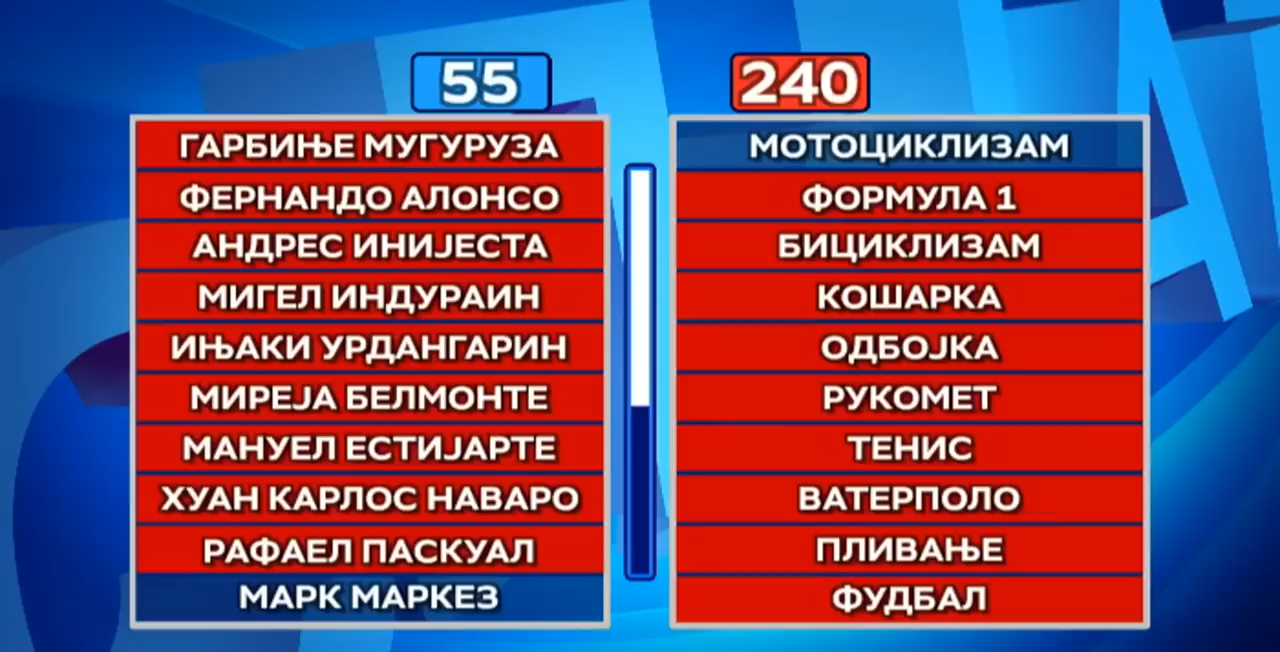 55
240
ГАРБИЊЕ МУГУРУЗА
ФЕРНАНДО АЛОНСО
АНДРЕС ИНИЈЕСТА
МИГЕЛ ИНДУРАИН
ИЊАКИ УРДАНГАРИН
МИРЕЈА БЕЛМОНТЕ
МАНУЕЛ ЕСТИЈАРТЕ
ХУАН КАРЛОС НАВАРО
РАФАЕЛ ПАСКУАЛ
МАРК МАРКЕЗ
МОТОЦИКЛИЗАМ
ФОРМУЛА 1
БИЦИКЛИЗАМ
КОШАРКА
ОДБОЈКА
РУКОМЕТ
ТЕНИС
ВАТЕРПОЛО
ПЛИВАЊЕ
ФУДБАЛ